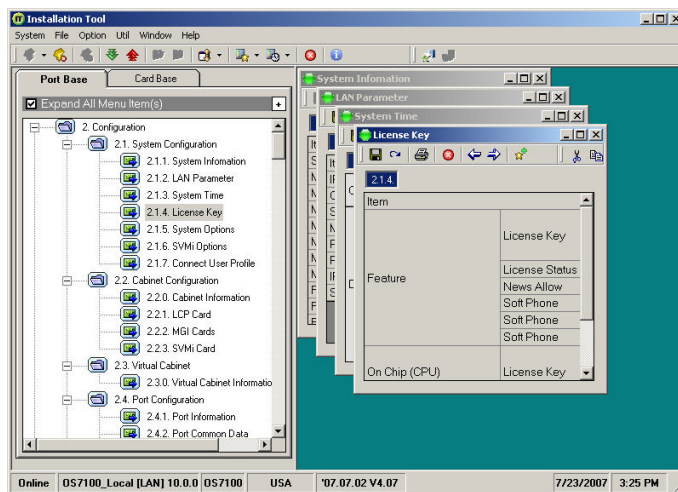 Installation Tool
System File Option Util Window Help
Port Base
Card Base
Expand All Menu Item(s)
2. Configuration
2.1. System Configuration
2.1.1. System Infomation
2.1.2. LAN Parameter
2.1.3. System Time
2.1.4. License Key
2.1.5. System Options
2.1.6. SVMi Options
2.1.7. Connect User Profile
2.2. Cabinet Configuration
2.2.0. Cabinet Information
2.2.1. LCP Card
2.2.2. MGI Cards
2.2.3. SVMi Card
2.3. Virtual Cabinet
2.3.0. Virtual Cabinet Informatio
2.4. Port Configuration
2.4.1. Port Information
2.4.2. Port Common Data
System Infomation
LAN Parameter
System Time
License Key
2.1.4.
Item
Feature
License Key
License Status
News Allow
Soft Phone
Soft Phone
Soft Phone
On Chip (CPU)
License Key
Online
OS7100_Local [LAN] 10.0.0
OS7100
USA
'07.07.02 V4.07
7/23/2007
3:25 PM